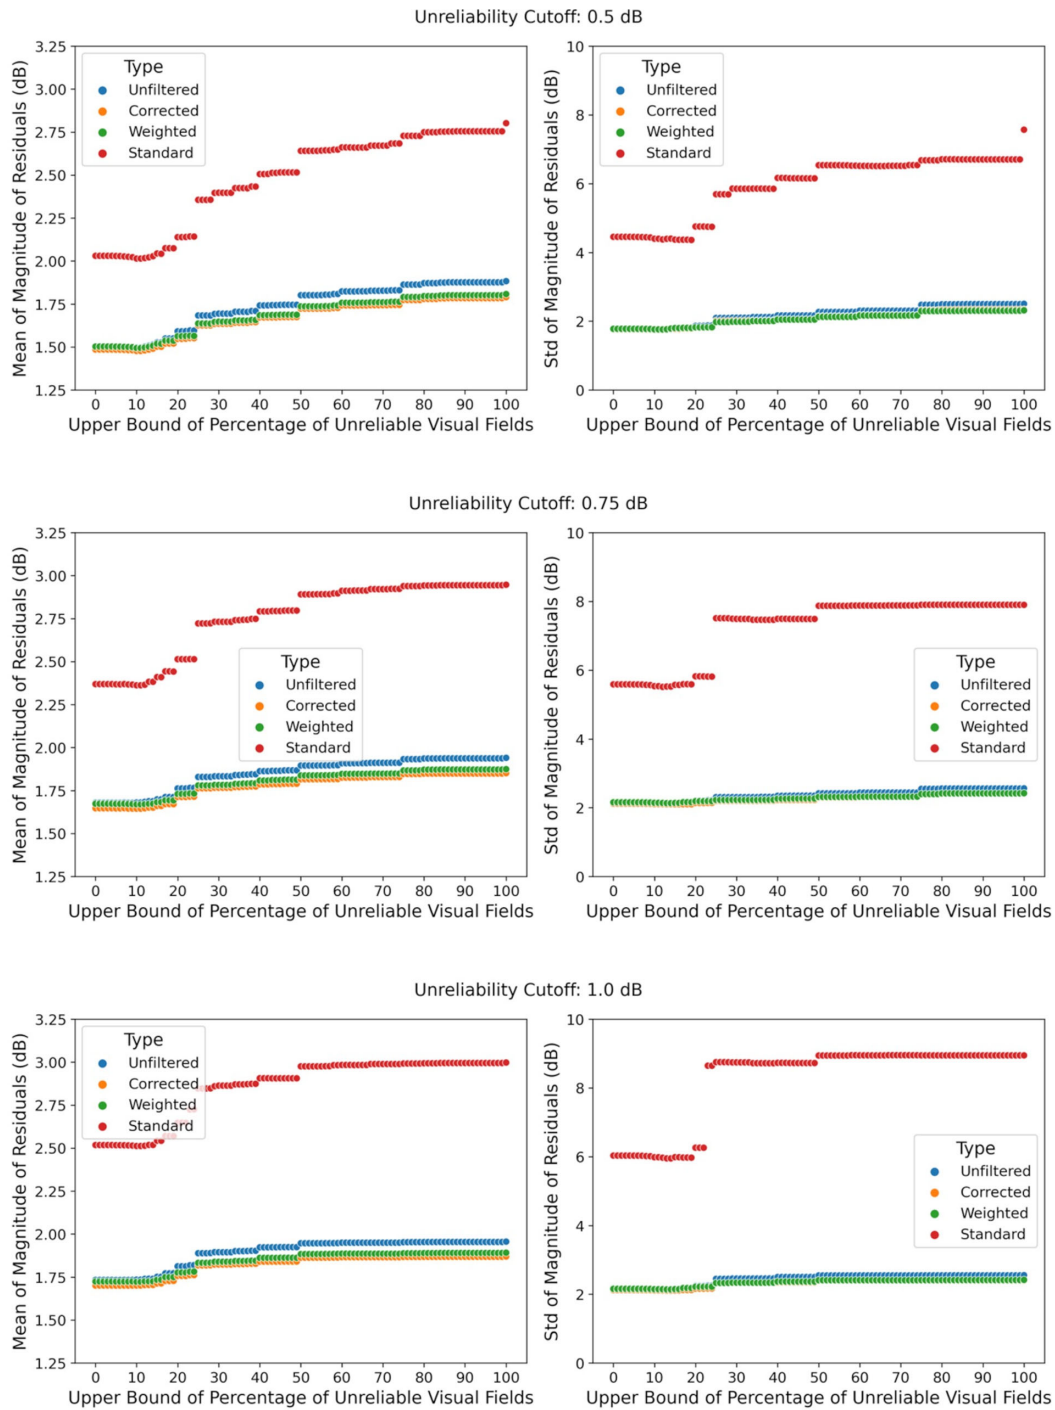 Unreliability Cutoff: 0.5 dB
Mean of Magnitude of Residuals (dB)
3.25
3.00
2.75
2.50
2.25
2.00
1.75
1.50
1.25
Type
Unfiltered
Corrected
Weighted
Standard
0 10 20 30 40 50 60 70 80 90 100
Upper Bound of Percentage of Unreliable Visual Fields
Std of Magnitude of Residuals (dB)
10
8
6
4
2
0
Type
Unfiltered
Corrected
Weighted
Standard
0 10 20 30 40 50 60 70 80 90 100
Upper Bound of Percentage of Unreliable Visual Fields
Unreliability Cutoff: 0.75 dB
Mean of Magnitude of Residuals (dB)
3.25
3.00
2.75
2.50
2.25
2.00
1.75
1.50
1.25
Type
Unfiltered
Corrected
Weighted
Standard
0 10 20 30 40 50 60 70 80 90 100
Upper Bound of Percentage of Unreliable Visual Fields
Std of Magnitude of Residuals (dB)
10
8
6
4
2
0
Type
Unfiltered
Corrected
Weighted
Standard
0 10 20 30 40 50 60 70 80 90 100
Upper Bound of Percentage of Unreliable Visual Fields
Unreliability Cutoff: 1.0 dB
Mean of Magnitude of Residuals (dB)
3.25
3.00
2.75
2.50
2.25
2.00
1.75
1.50
1.25
Type
Unfiltered
Corrected
Weighted
Standard
0 10 20 30 40 50 60 70 80 90 100
Upper Bound of Percentage of Unreliable Visual Fields
Std of Magnitude of Residuals (dB)
10
8
6
4
2
0
Type
Unfiltered
Corrected
Weighted
Standard
0 10 20 30 40 50 60 70 80 90 100
Upper Bound of Percentage of Unreliable Visual Fields